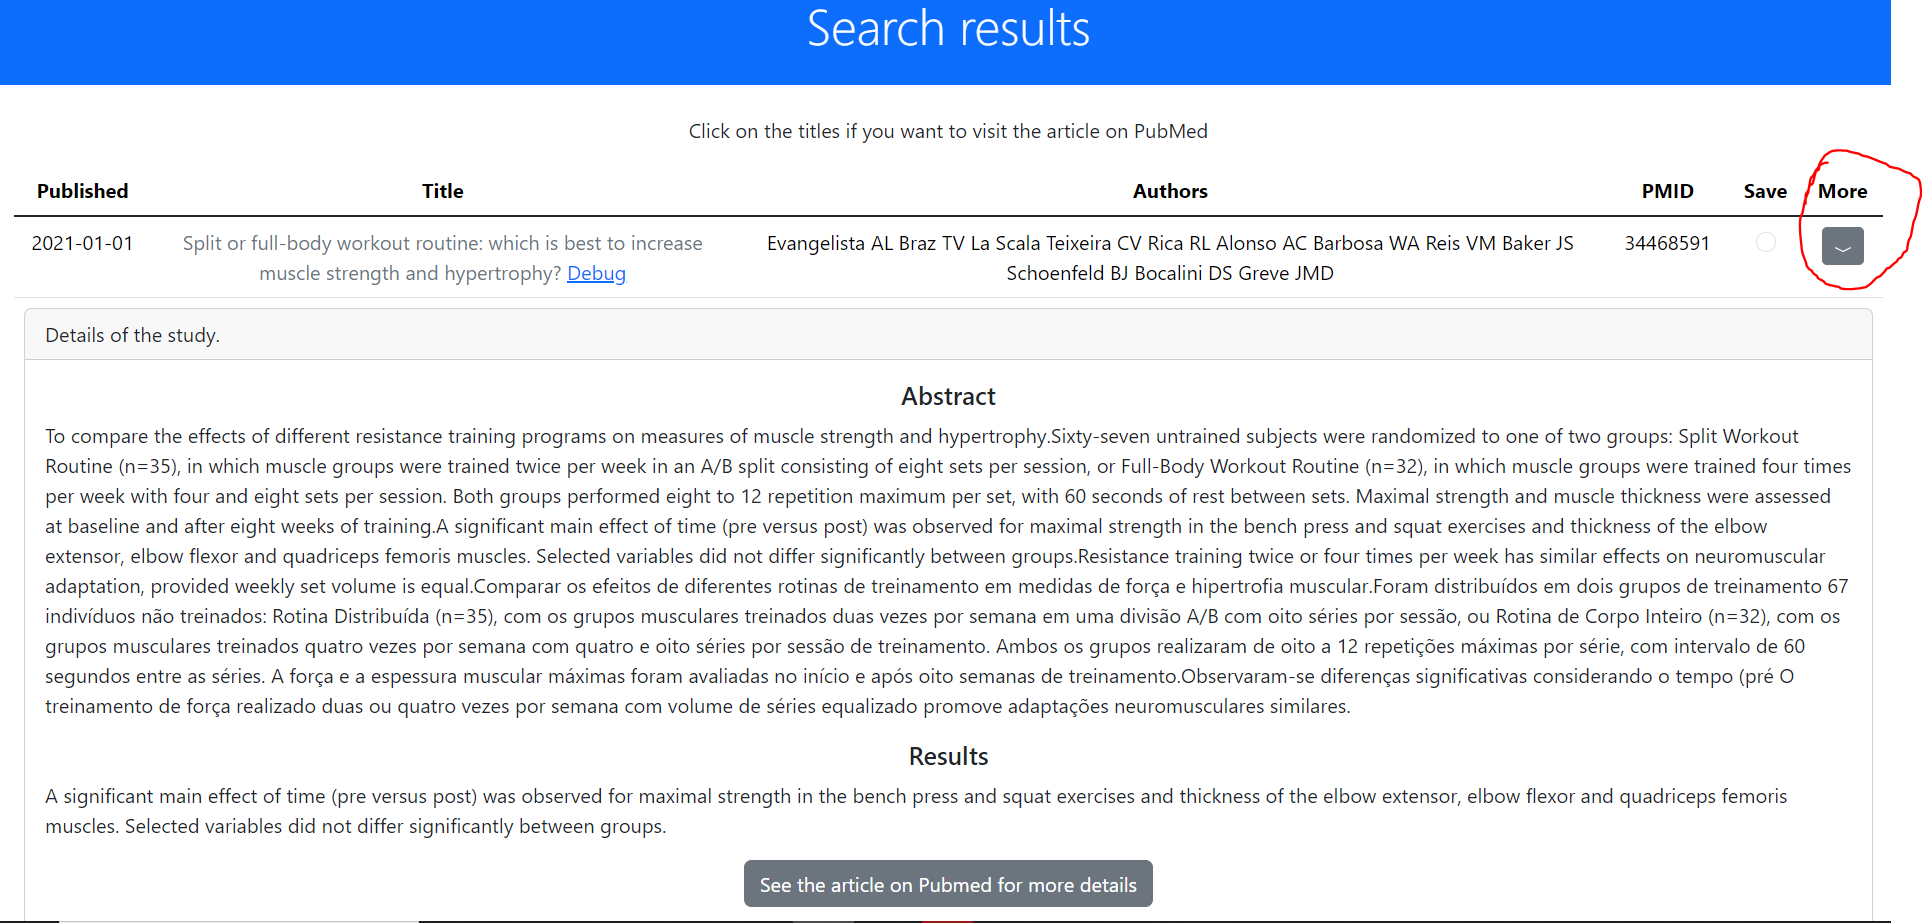 Search results
Click on the titles if you want to visit the article on PubMed
Published Title Authors PMID Save More
2021-01-01 Split or full-body workout routine: which is best to increase Evangelista AL Braz TV La Scala Teixeira CV Rica RL Alonso AC Barbosa WA Reis VM Baker JS 34468591
muscle strength and hypertrophy? Debug Schoenfeld BJ Bocalini DS Greve JMD
Details of the study.
Abstract
To compare the effects of different resistance training programs on measures of muscle strength and hypertrophy.Sixty-seven untrained subjects were randomized to one of two groups: Split Workout
Routine (n=35), in which muscle groups were trained twice per week in an A/B split consisting of eight sets per session, or Full-Body Workout Routine (n=32), in which muscle groups were trained four times
per week with four and eight sets per session. Both groups performed eight to 12 repetition maximum per set, with 60 seconds of rest between sets. Maximal strength and muscle thickness were assessed
at baseline and after eight weeks of training.A significant main effect of time (pre versus post) was observed for maximal strength in the bench press and squat exercises and thickness of the elbow
extensor, elbow flexor and quadriceps femoris muscles. Selected variables did not differ significantly between groups.Resistance training twice or four times per week has similar effects on neuromuscular
adaptation, provided weekly set volume is equal.Comparar os efeitos de diferentes rotinas de treinamento em medidas de força e hipertrofia muscular.Foram distribuídos em dois grupos de treinamento 67
indivíduos não treinados: Rotina Distribuída (n=35), com os grupos musculares treinados duas vezes por semana em uma divisão A/B com oito séries por sessão, ou Rotina de Corpo Inteiro (n=32), com os
grupos musculares treinados quatro vezes por semana com quatro e oito séries por sessão de treinamento. Ambos os grupos realizaram de oito a 12 repetições máximas por série, com intervalo de 60
segundos entre as séries. A força e a espessura muscular máximas foram avaliadas no início e após oito semanas de treinamento.Observaram-se diferenças significativas considerando o tempo (pré O
treinamento de força realizado duas ou quatro vezes por semana com volume de séries equalizado promove adaptações neuromusculares similares.
Results
A significant main effect of time (pre versus post) was observed for maximal strength in the bench press and squat exercises and thickness of the elbow extensor, elbow flexor and quadriceps femoris
muscles. Selected variables did not differ significantly between groups.
See the article on Pubmed for more details